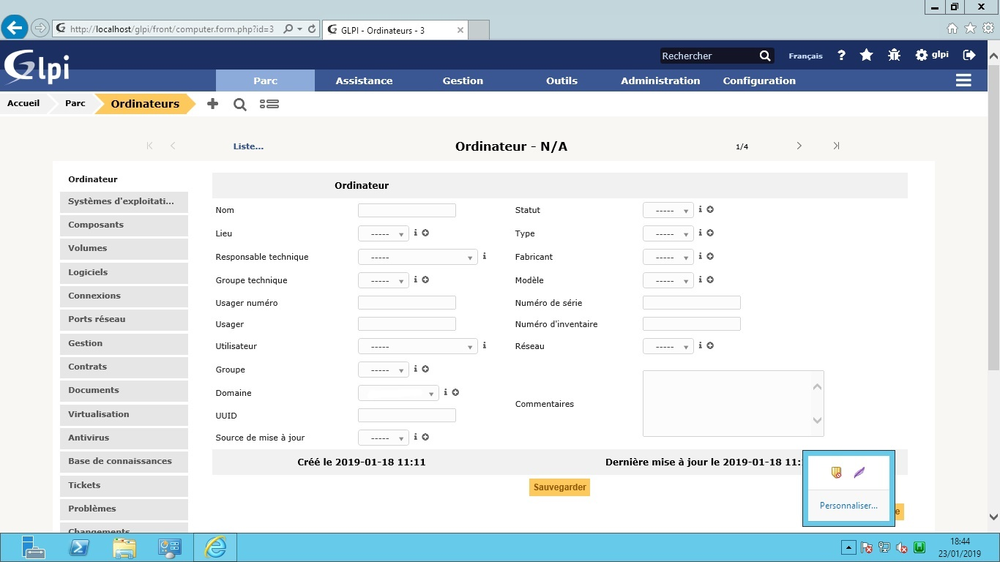 http://localhost/glpi/front/computer.form.php?id=3
GLPI - Ordinateurs - 3
Glpi
Rechercher
Français
?
glpi
Parc
Assistance
Gestion
Outils
Administration
Configuration
Accueil
Parc
Ordinateurs
Liste...
Ordinateur - N/A
1/4
Ordinateur
Systèmes d'exploitati...
Composants
Volumes
Logiciels
Connexions
Ports réseau
Gestion
Contrats
Documents
Virtualisation
Antivirus
Base de connaissances
Tickets
Problèmes
Changements
Ordinateur
Nom
Statut -----
Lieu -----
Type -----
Responsable technique -----
Fabricant -----
Groupe technique -----
Modèle -----
Usager numéro
Numéro de série
Usager
Numéro d'inventaire
Utilisateur -----
Réseau -----
Groupe -----
Domaine
Commentaires
UUID
Source de mise à jour -----
Créé le 2019-01-18 11:11
Dernière mise à jour le 2019-01-18 11:
Sauvegarder
Personnaliser...
e
18:44
23/01/2019